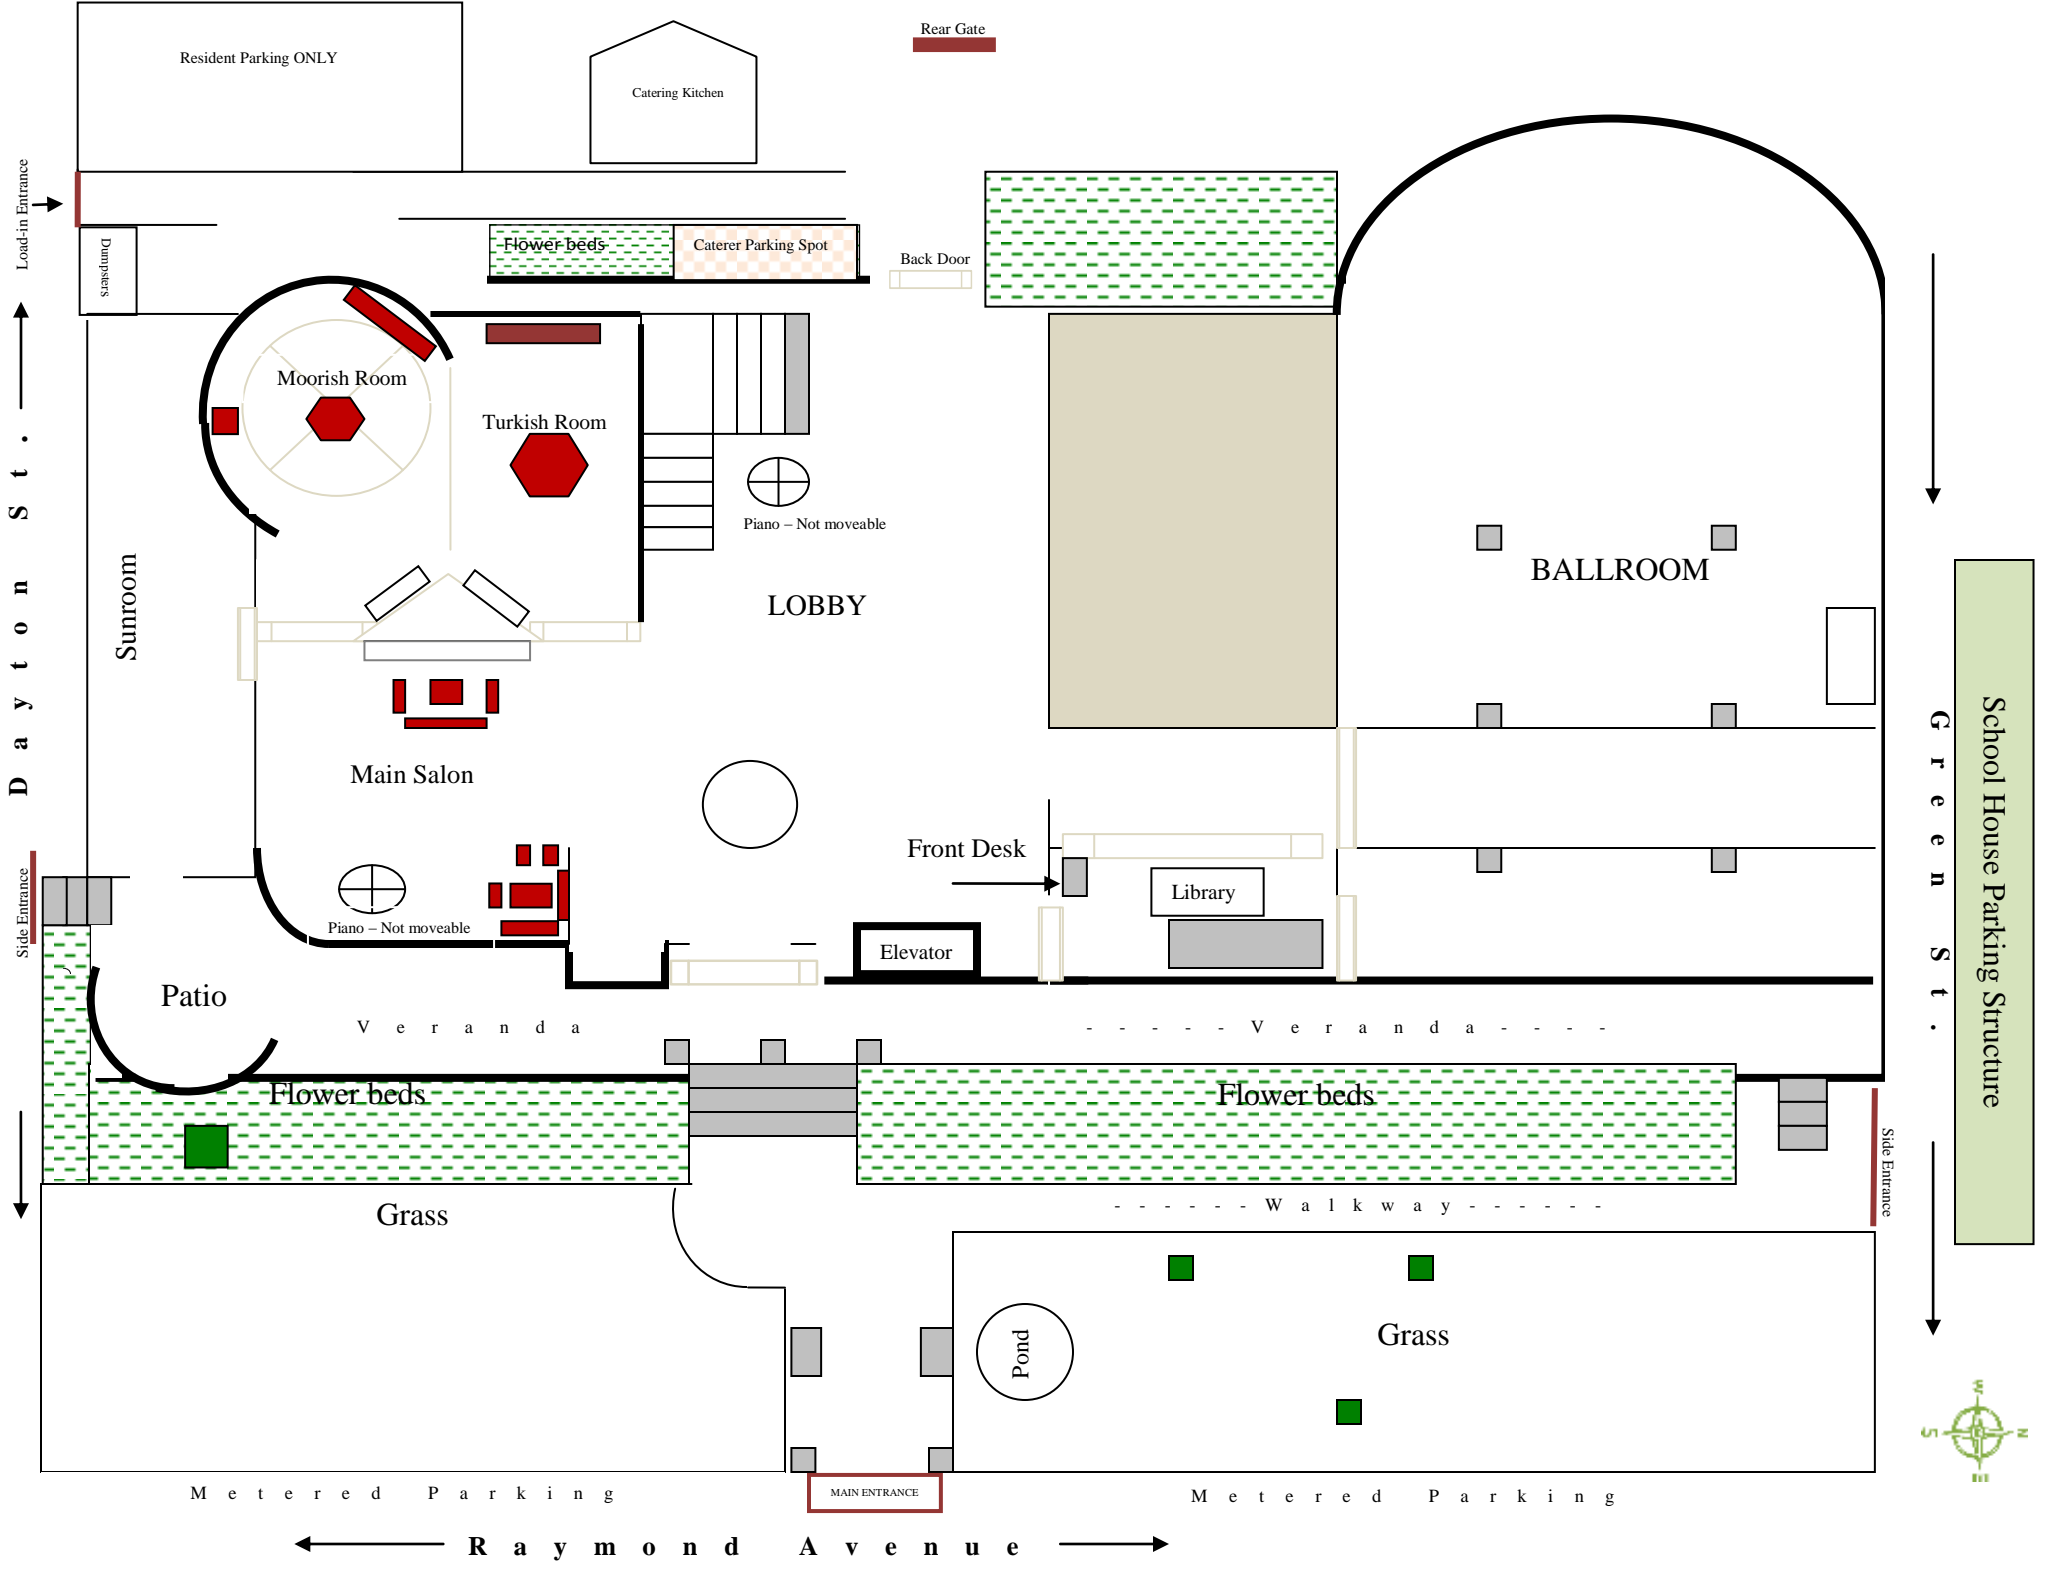 Rear Gate
Resident Parking ONLY
Catering Kitchen
Load-in Entrance
Dumpsters
Flower beds
Caterer Parking Spot
Back Door
Moorish Room
Turkish Room
Piano – Not moveable
Dayton St.
Sunroom
LOBBY
BALLROOM
Green St.
School House Parking Structure
Main Salon
Front Desk
Library
Side Entrance
Piano – Not moveable
Elevator
Patio
Veranda
-----Veranda----
Flower beds
Flower beds
Side Entrance
------Walkway------
Grass
Grass
Pond
W
S
N
E
Metered Parking
MAIN ENTRANCE
Metered Parking
Raymond Avenue